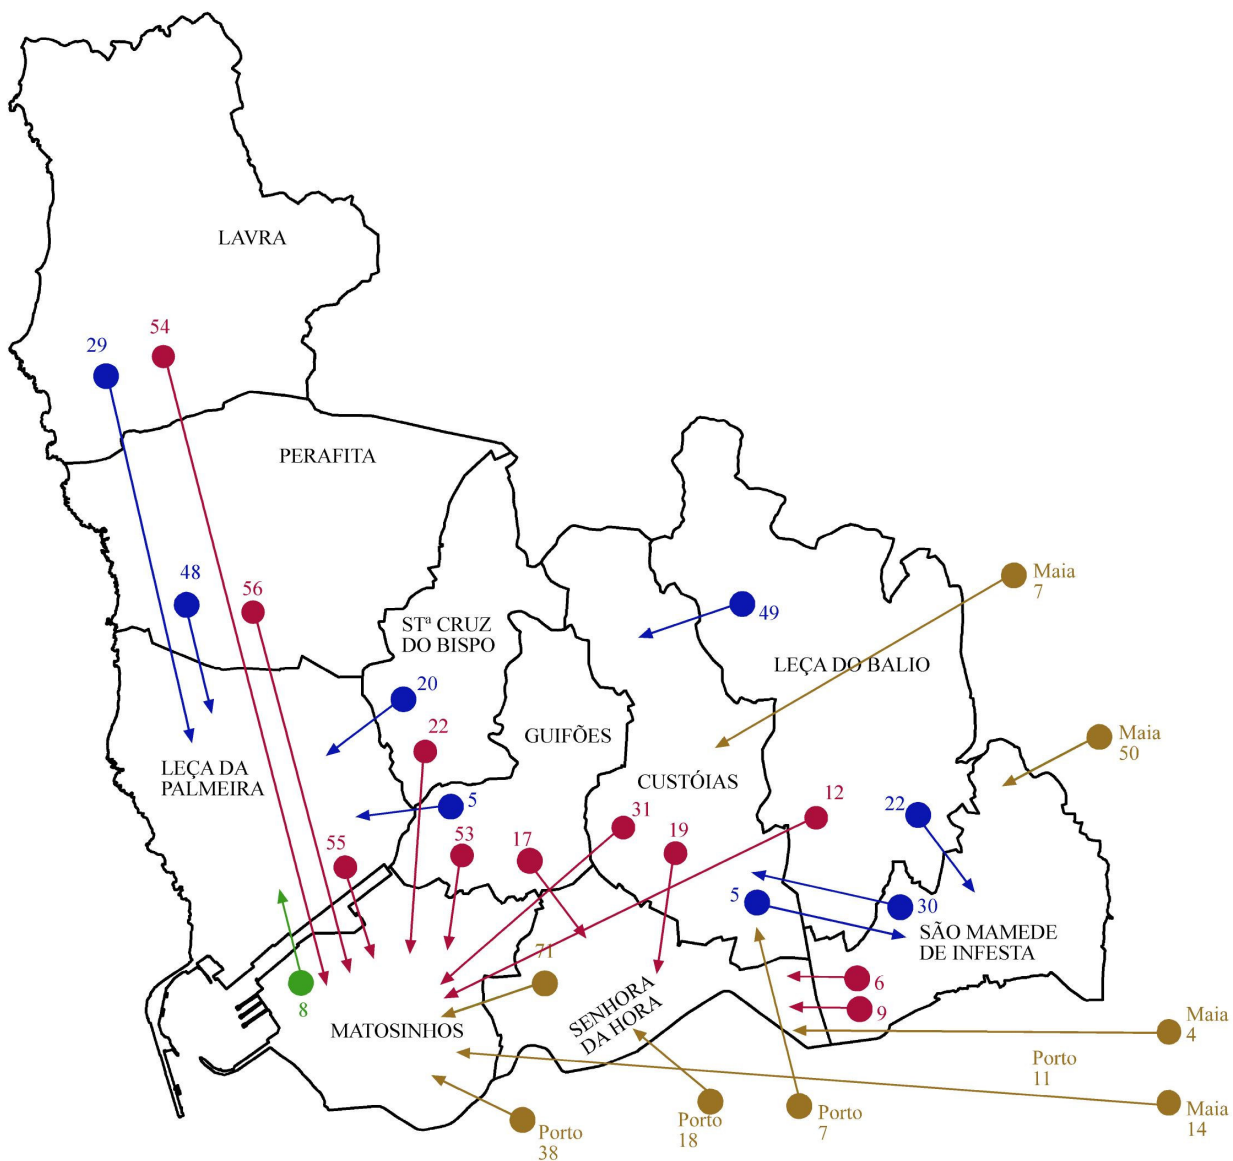 LAVRA
54
29
PERAFITA
48
56
STª CRUZ
DO BISPO
49
Maia
7
LEÇA DO BALIO
20
22
GUIFÕES
Maia
50
LEÇA DA
PALMEIRA
CUSTÓIAS
5
31
12
22
55
53
17
19
5
30
SÃO MAMEDE
DE INFESTA
71
8
6
9
MATOSINHOS
SENHORA
DA HORA
Maia
4
Porto
11
Porto
38
Porto
18
Porto
7
Maia
14